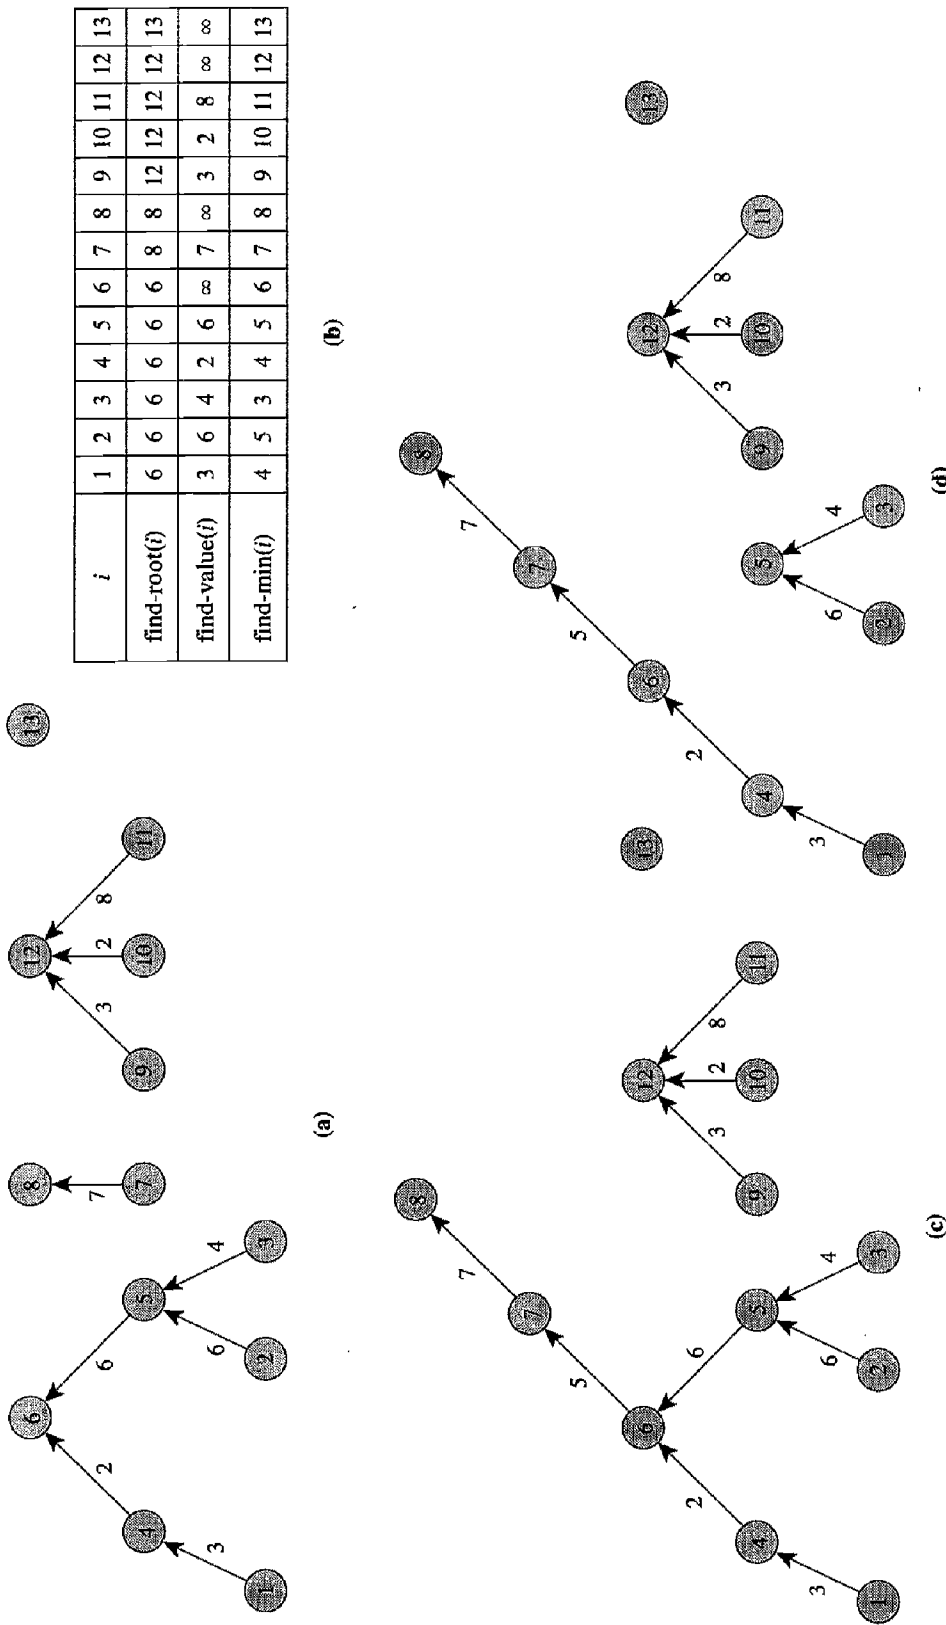 6 8 12 13
2 6 7 3 2 8
4 5 7 9 10 11
3 6 4
1 2 3
(a)
i 1 2 3 4 5 6 7 8 9 10 11 12 13
find-root(i) 6 6 6 6 6 6 8 8 12 12 12 12 13
find-value(i) 3 6 4 2 6 ∞ 7 ∞ 3 2 8 ∞ ∞
find-min(i) 4 5 3 4 5 6 7 8 9 10 11 12 13
(b)
8
7
7
5
6 12 13
2 6 3 2 8
4 5 9 10 11
3 6 4
1 2 3
(c)
8
7
7
5
6 12 13
2 3 2 8
4 5 9 10 11
3 6 4
1 2 3
(d)